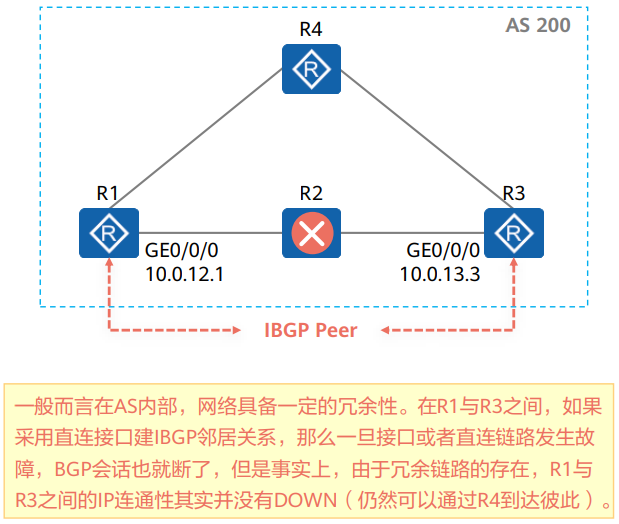 AS 200
R4
R
R1
R2
R3
R
R
GE0/0/0
10.0.12.1
GE0/0/0
10.0.13.3
IBGP Peer
一般而言在AS内部，网络具备一定的冗余性。在R1与R3之间，如果
采用直连接口建IBGP邻居关系，那么一旦接口或者直连链路发生故
障，BGP会话也就断了，但是事实上，由于冗余链路的存在，R1与
R3之间的IP连通性其实并没有DOWN（仍然可以通过R4到达彼此）。